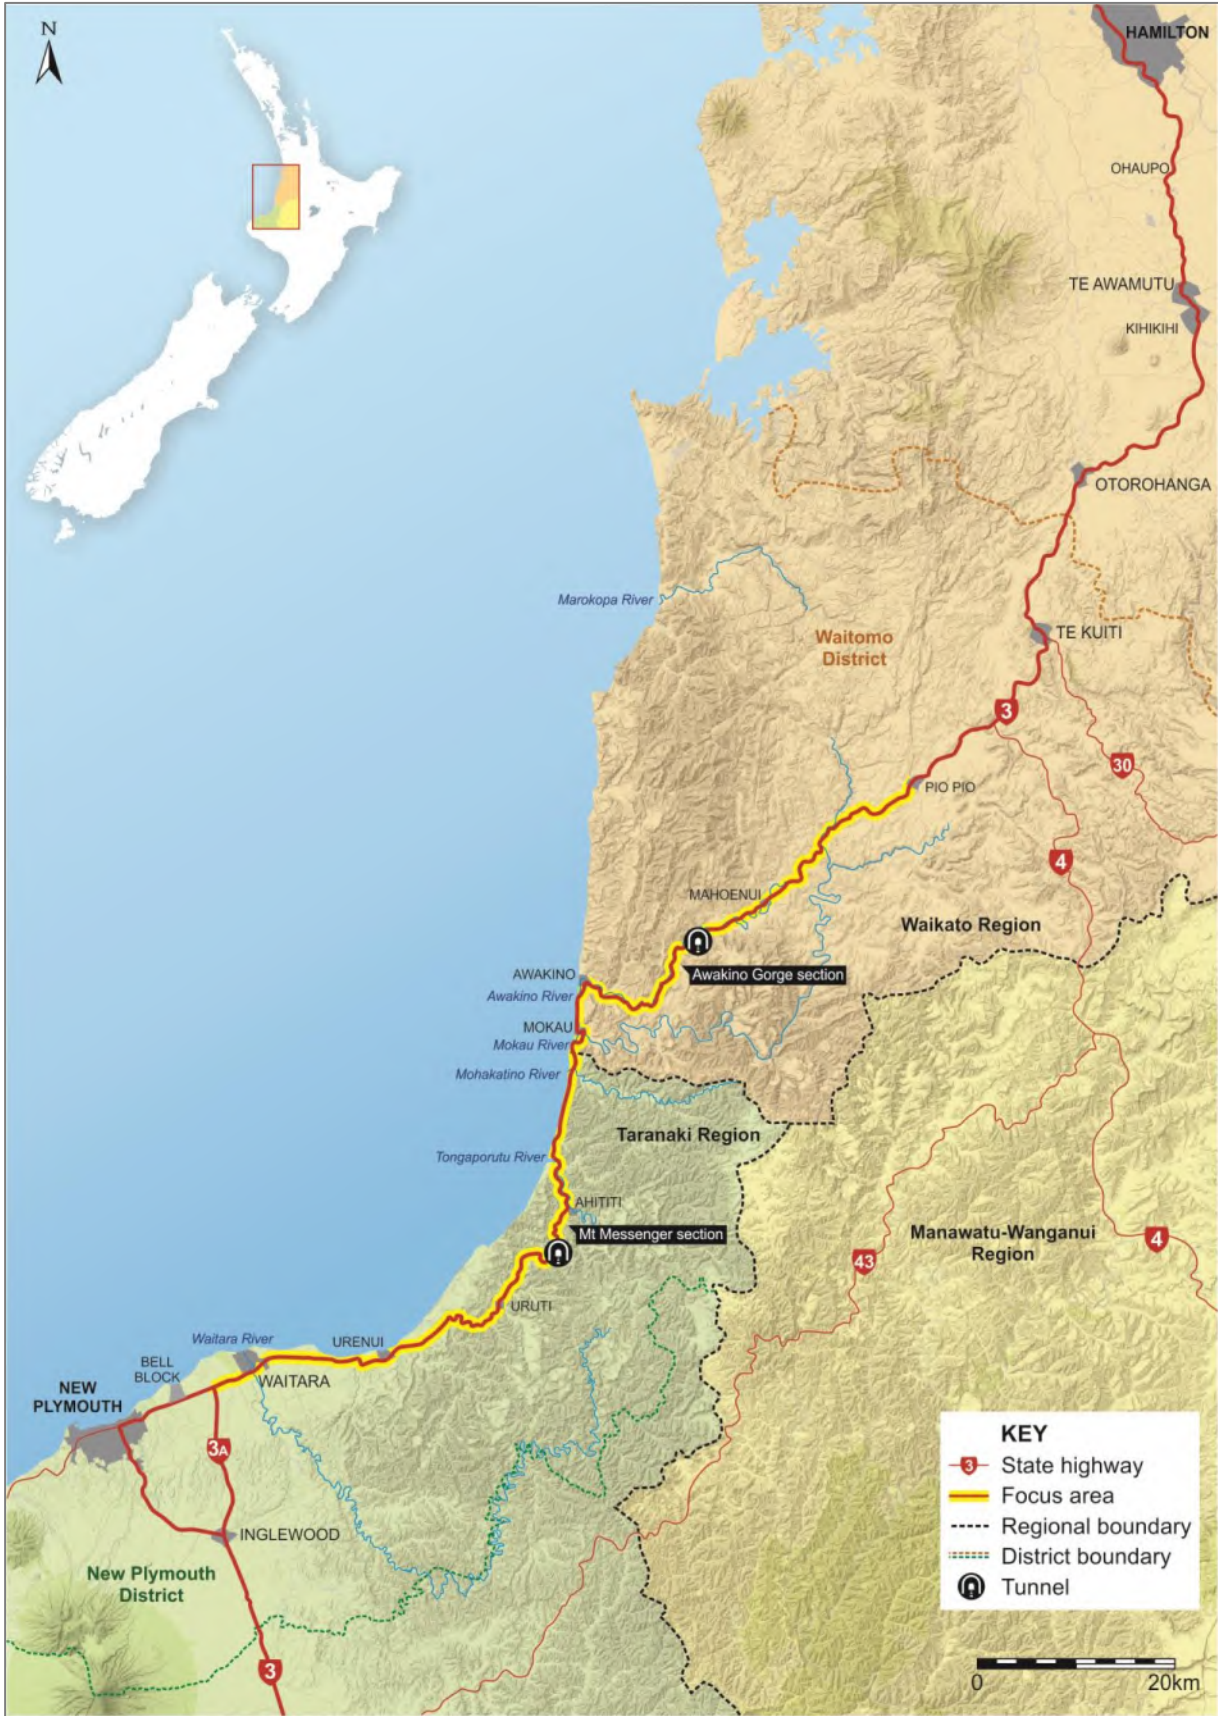 N
HAMILTON
OHAUPO
TE AWAMUTU
KIHIKIHI
OTOROHANGA
Marokopa River
Waitomo
District
TE KUITI
3
30
PIO PIO
4
MAHOENUI
Waikato Region
Awakino Gorge section
AWAKINO
Awakino River
MOKAU
Mokau River
Mohakatino River
Taranaki Region
Tongaporutu River
AHITITI
Mt Messenger section
Manawatu-Wanganui
Region
4
43
URUTI
Waitara River
URENUI
BELL
BLOCK
WAITARA
NEW
PLYMOUTH
3A
INGLEWOOD
New Plymouth
District
3
KEY
3 State highway
Focus area
Regional boundary
District boundary
Tunnel
0 20km